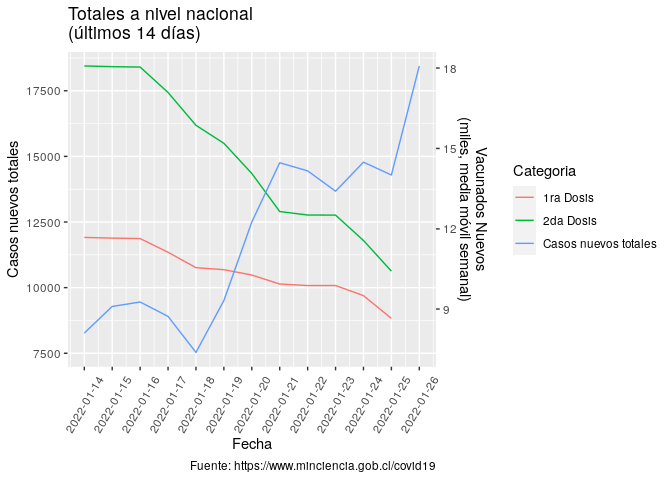 Totales a nivel nacional
(últimos 14 días)
Casos nuevos totales
17500
15000
12500
10000
7500
18
15
12
9
Vacunados Nuevos
(miles, media móvil semanal)
2022-01-14
2022-01-15
2022-01-16
2022-01-17
2022-01-18
2022-01-19
2022-01-20
2022-01-21
2022-01-22
2022-01-23
2022-01-24
2022-01-25
2022-01-26
Fecha
Categoria
1ra Dosis
2da Dosis
Casos nuevos totales
Fuente: https://www.minciencia.gob.cl/covid19